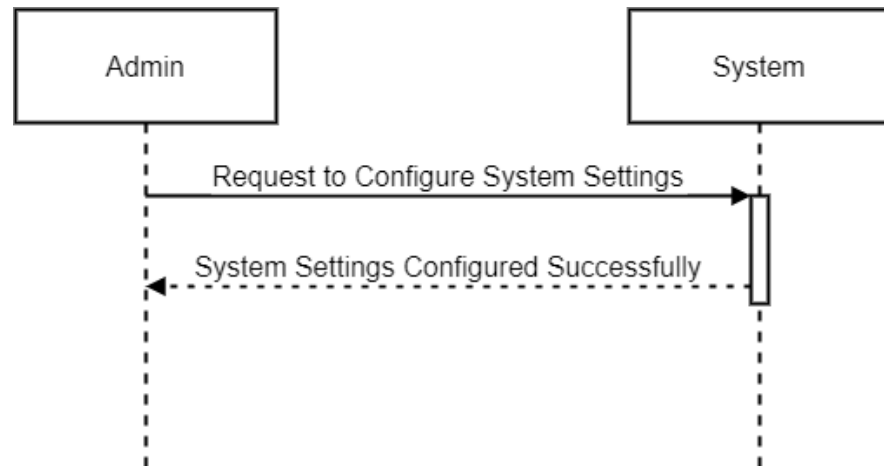 Admin
System
Request to Configure System Settings
System Settings Configured Successfully